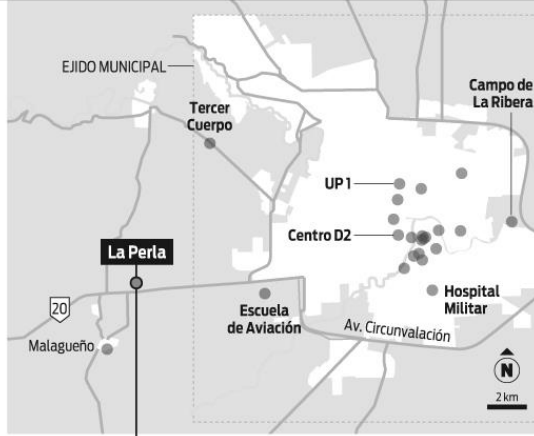 EJIDO MUNICIPAL
Tercer
Cuerpo
Campo de
La Ribera
UP 1
Centro D2
La Perla
20
Malagueño
Escuela
de Aviación
Hospital
Militar
Av. Circunvalación
N
2 km